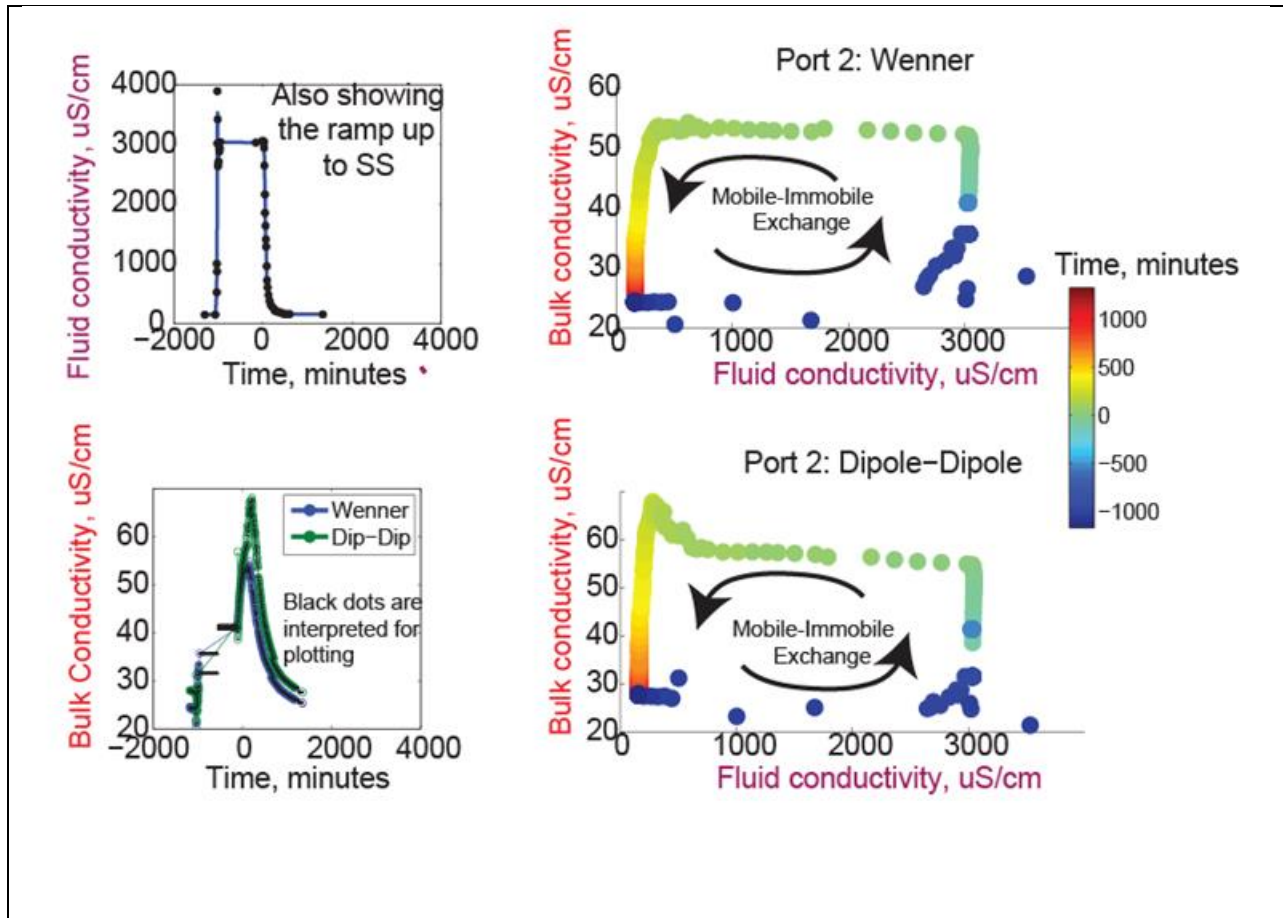 4000
3000
2000
1000
0
Fluid conductivity, uS/cm
Also showing
the ramp up
to SS
−2000
0
2000
4000
Time, minutes
Port 2: Wenner
60
50
40
30
20
Bulk conductivity, uS/cm
Mobile-Immobile
Exchange
0
1000
2000
3000
Fluid conductivity, uS/cm
Time, minutes
1000
500
0
−500
−1000
60
50
40
30
20
Bulk Conductivity, uS/cm
Wenner
Dip−Dip
Black dots are
interpreted for
plotting
−2000
0
2000
4000
Time, minutes
Port 2: Dipole−Dipole
60
50
40
30
20
Bulk conductivity, uS/cm
Mobile-Immobile
Exchange
0
1000
2000
3000
Fluid conductivity, uS/cm